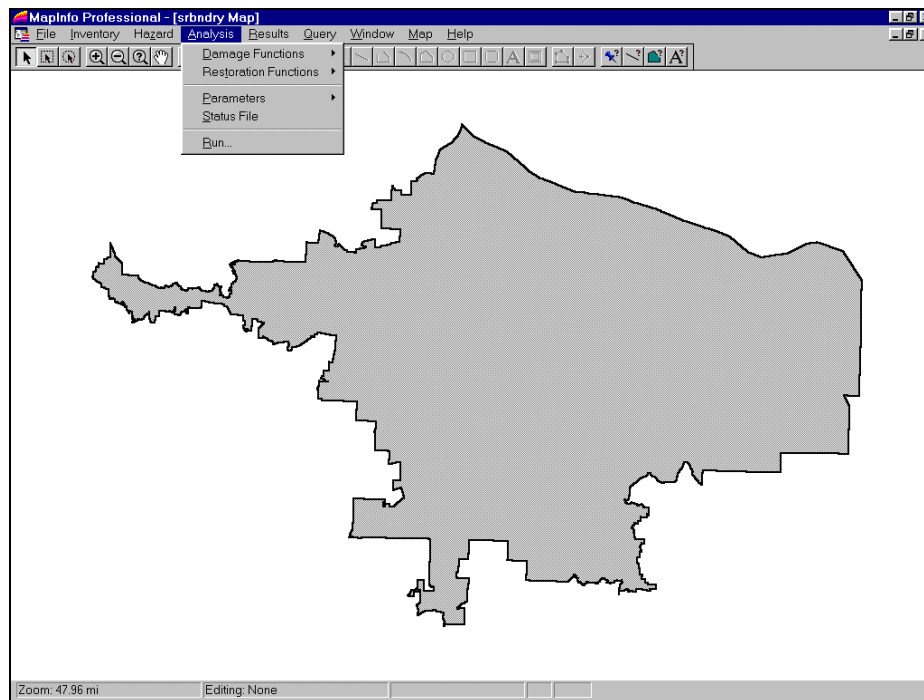 MapInfo Professional - [srbndry Map]
File Inventory Hazard Analysis Results Query Window Map Help
Damage Functions
Restoration Functions
Parameters
Status File
Run...
Zoom: 47.96 mi Editing: None